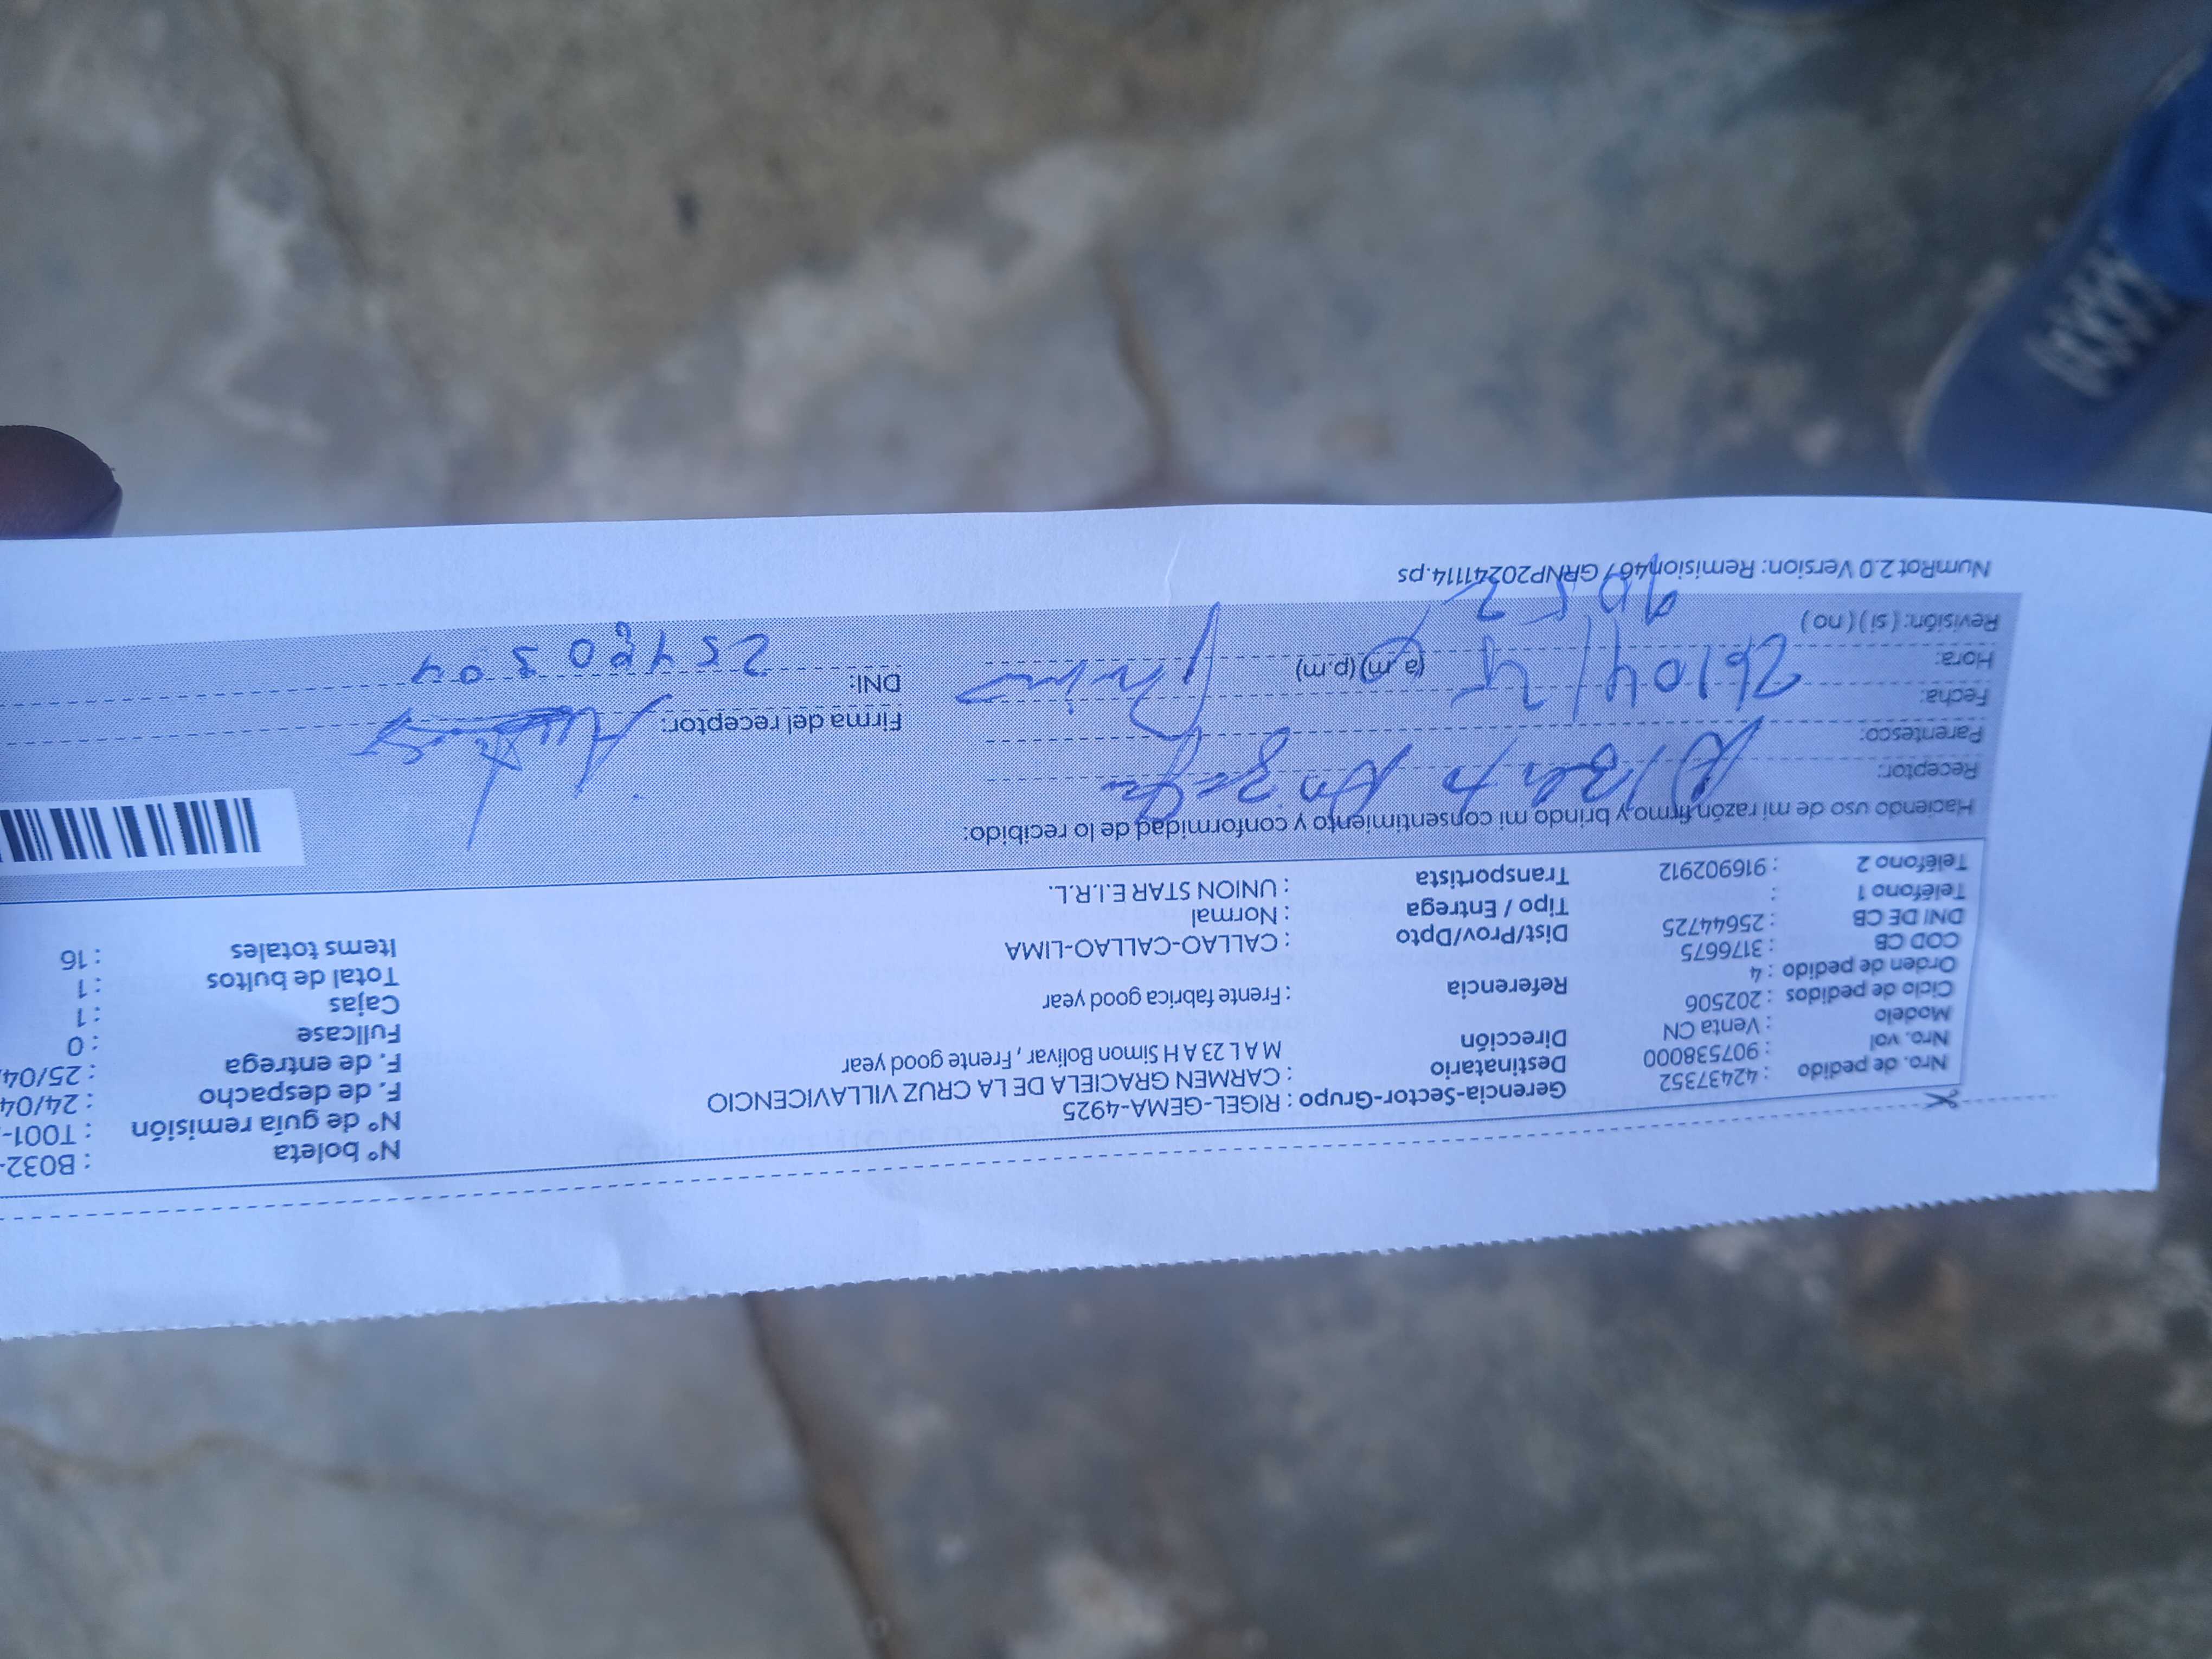 Nro. de pedido : 42437352
Nro. vol : 907538000
Modelo : Venta CN
Ciclo de pedidos : 202506
Orden de pedido : 4
COD CB : 3176675
DNI DE CB : 25644725
Teléfono 1 :
Teléfono 2 : 916902912
Gerencia-Sector-Grupo : RIGEL-GEMA-4925
Destinatario : CARMEN GRACIELA DE LA CRUZ VILLAVICENCIO
Dirección M A L 23 A H Simon Bolivar , Frente good year
Referencia : Frente fabrica good year
Dist/Prov/Dpto : CALLAO-CALLAO-LIMA
Tipo / Entrega : Normal
Transportista : UNION STAR E.I.R.L.
N° boleta : B032-
N° de guía remisión : T001-
F. de despacho : 24/04
F. de entrega : 25/04
Fullcase : 0
Cajas : 1
Total de bultos : 1
Items totales : 16
Haciendo uso de mi razón firmo y brindo mi consentimiento y conformidad de lo recibido:
Receptor:
Parentesco:
Fecha: 26/04/25
Hora: (a.m) (p.m)
Revisión: ( si ) ( no )
Firma del receptor:
DNI:
NumRot 2.0 Version: Remision46 / GRNP20241114.ps